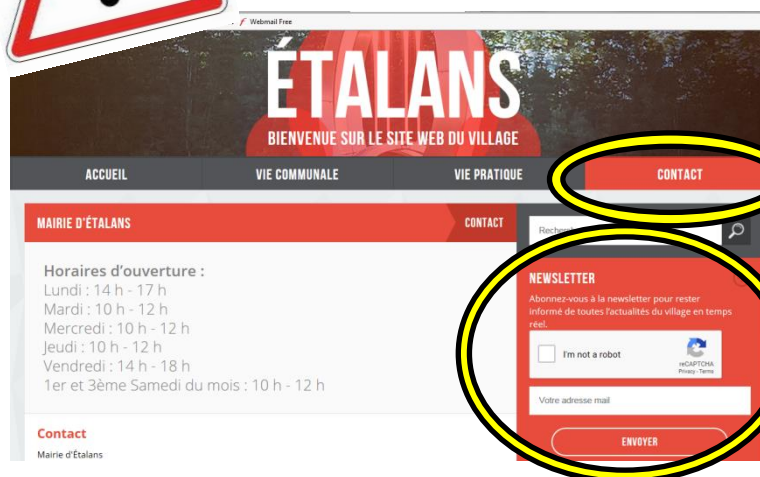 Webmail Free
ÉTALANS
BIENVENUE SUR LE SITE WEB DU VILLAGE
ACCUEIL
VIE COMMUNALE
VIE PRATIQUE
CONTACT
MAIRIE D'ÉTALANS
CONTACT
Horaires d'ouverture :
Lundi : 14 h - 17 h
Mardi : 10 h - 12 h
Mercredi : 10 h - 12 h
Jeudi : 10 h - 12 h
Vendredi : 14 h - 18 h
1er et 3ème Samedi du mois : 10 h - 12 h
Contact
Mairie d'Étalans
NEWSLETTER
Abonnez-vous à la newsletter pour rester
informé de toutes l'actualités du village en temps
réel.
I'm not a robot
reCAPTCHA
Privacy - Terms
Votre adresse mail
ENVOYER